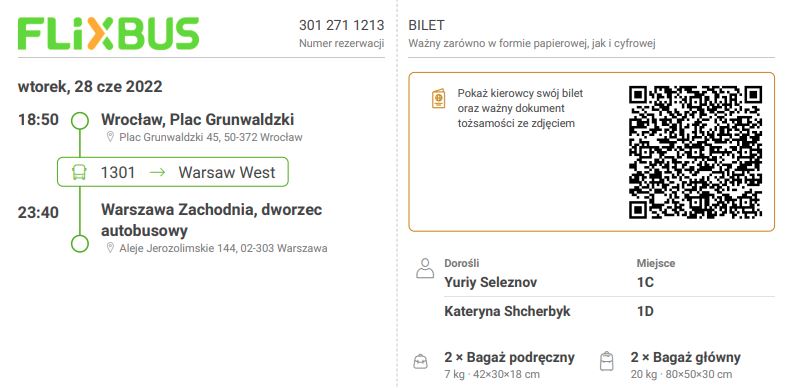 FLiXBUS
301 271 1213
Numer rezerwacji
wtorek, 28 cze 2022
18:50
Wrocław, Plac Grunwaldzki
Plac Grunwaldzki 45, 50-372 Wrocław
1301 → Warsaw West
23:40
Warszawa Zachodnia, dworzec
autobusowy
Aleje Jerozolimskie 144, 02-303 Warszawa
BILET
Ważny zarówno w formie papierowej, jak i cyfrowej
Pokaż kierowcy swój bilet
oraz ważny dokument
tożsamości ze zdjęciem
Dorośli Miejsce
Yuriy Seleznov 1C
Kateryna Shcherbyk 1D
2 × Bagaż podręczny
7 kg · 42×30×18 cm
2 × Bagaż główny
20 kg · 80×50×30 cm